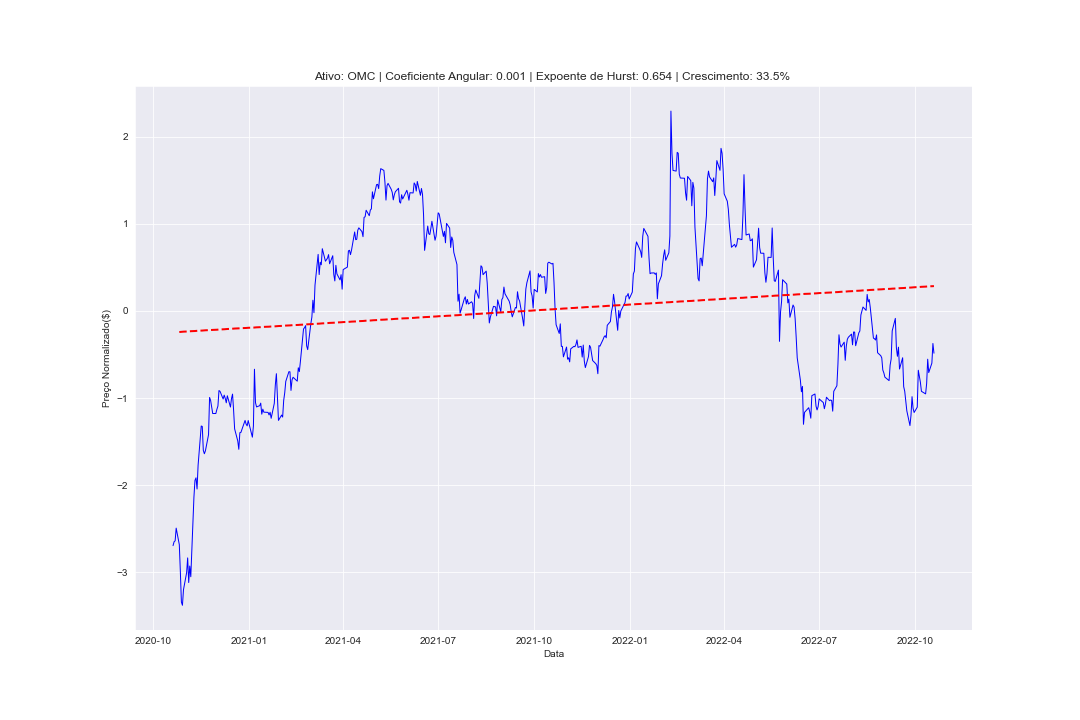 Ativo: OMC | Coeficiente Angular: 0.001 | Expoente de Hurst: 0.654 | Crescimento: 33.5%
Preço Normalizado($)
2
1
0
−1
−2
−3
2020-10 2021-01 2021-04 2021-07 2021-10 2022-01 2022-04 2022-07 2022-10
Data